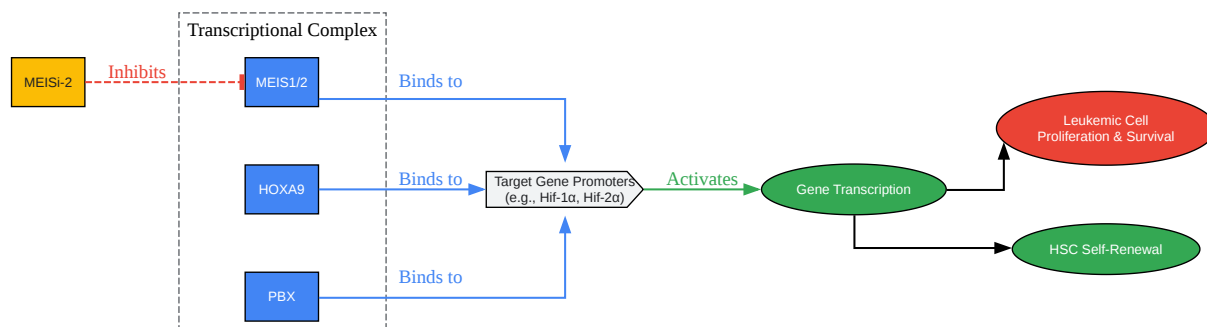 Transcriptional Complex
MEISi-2
Inhibits
MEIS1/2
Binds to
HOXA9
Binds to
PBX
Binds to
Target Gene Promoters
(e.g., Hif-1α, Hif-2α)
Activates
Gene Transcription
Leukemic Cell
Proliferation & Survival
HSC Self-Renewal